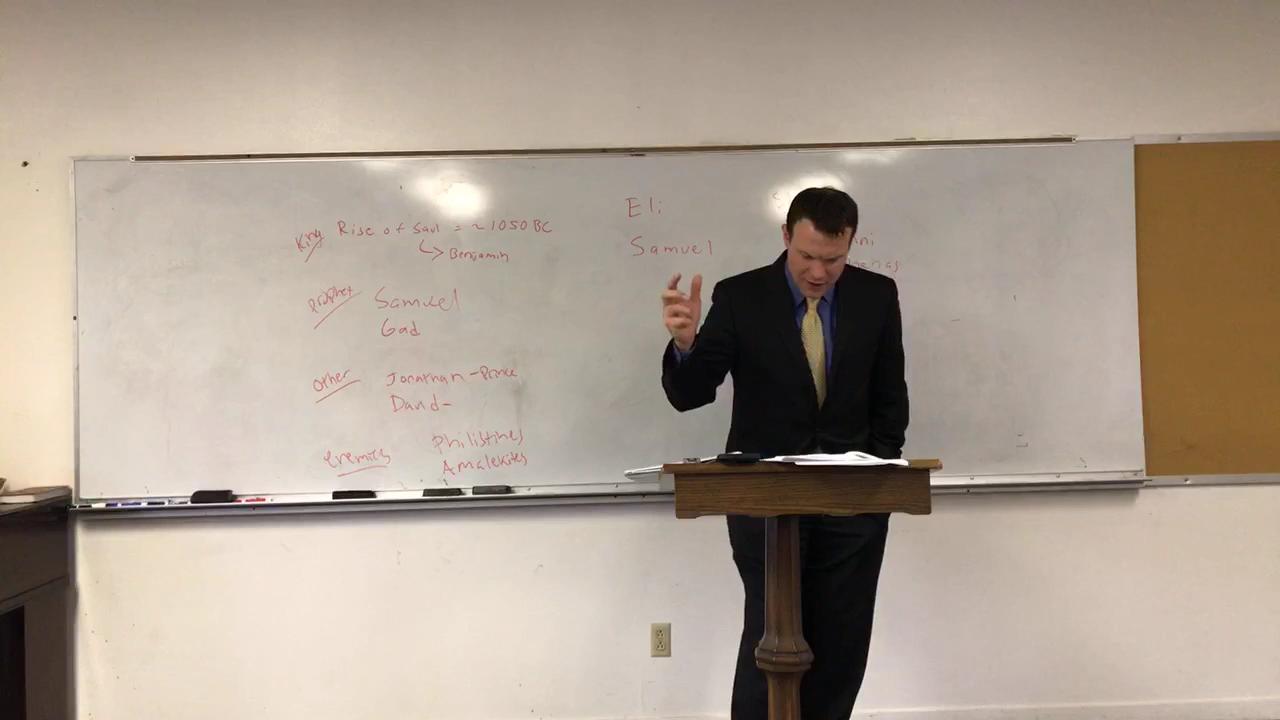 King Rise of Saul = ~ 1050 BC
↳ Benjamin
Prophet Samuel
Gad
Other Jonathan - Prince
David -
enemies Philistines
Amalekites
Eli
Samuel